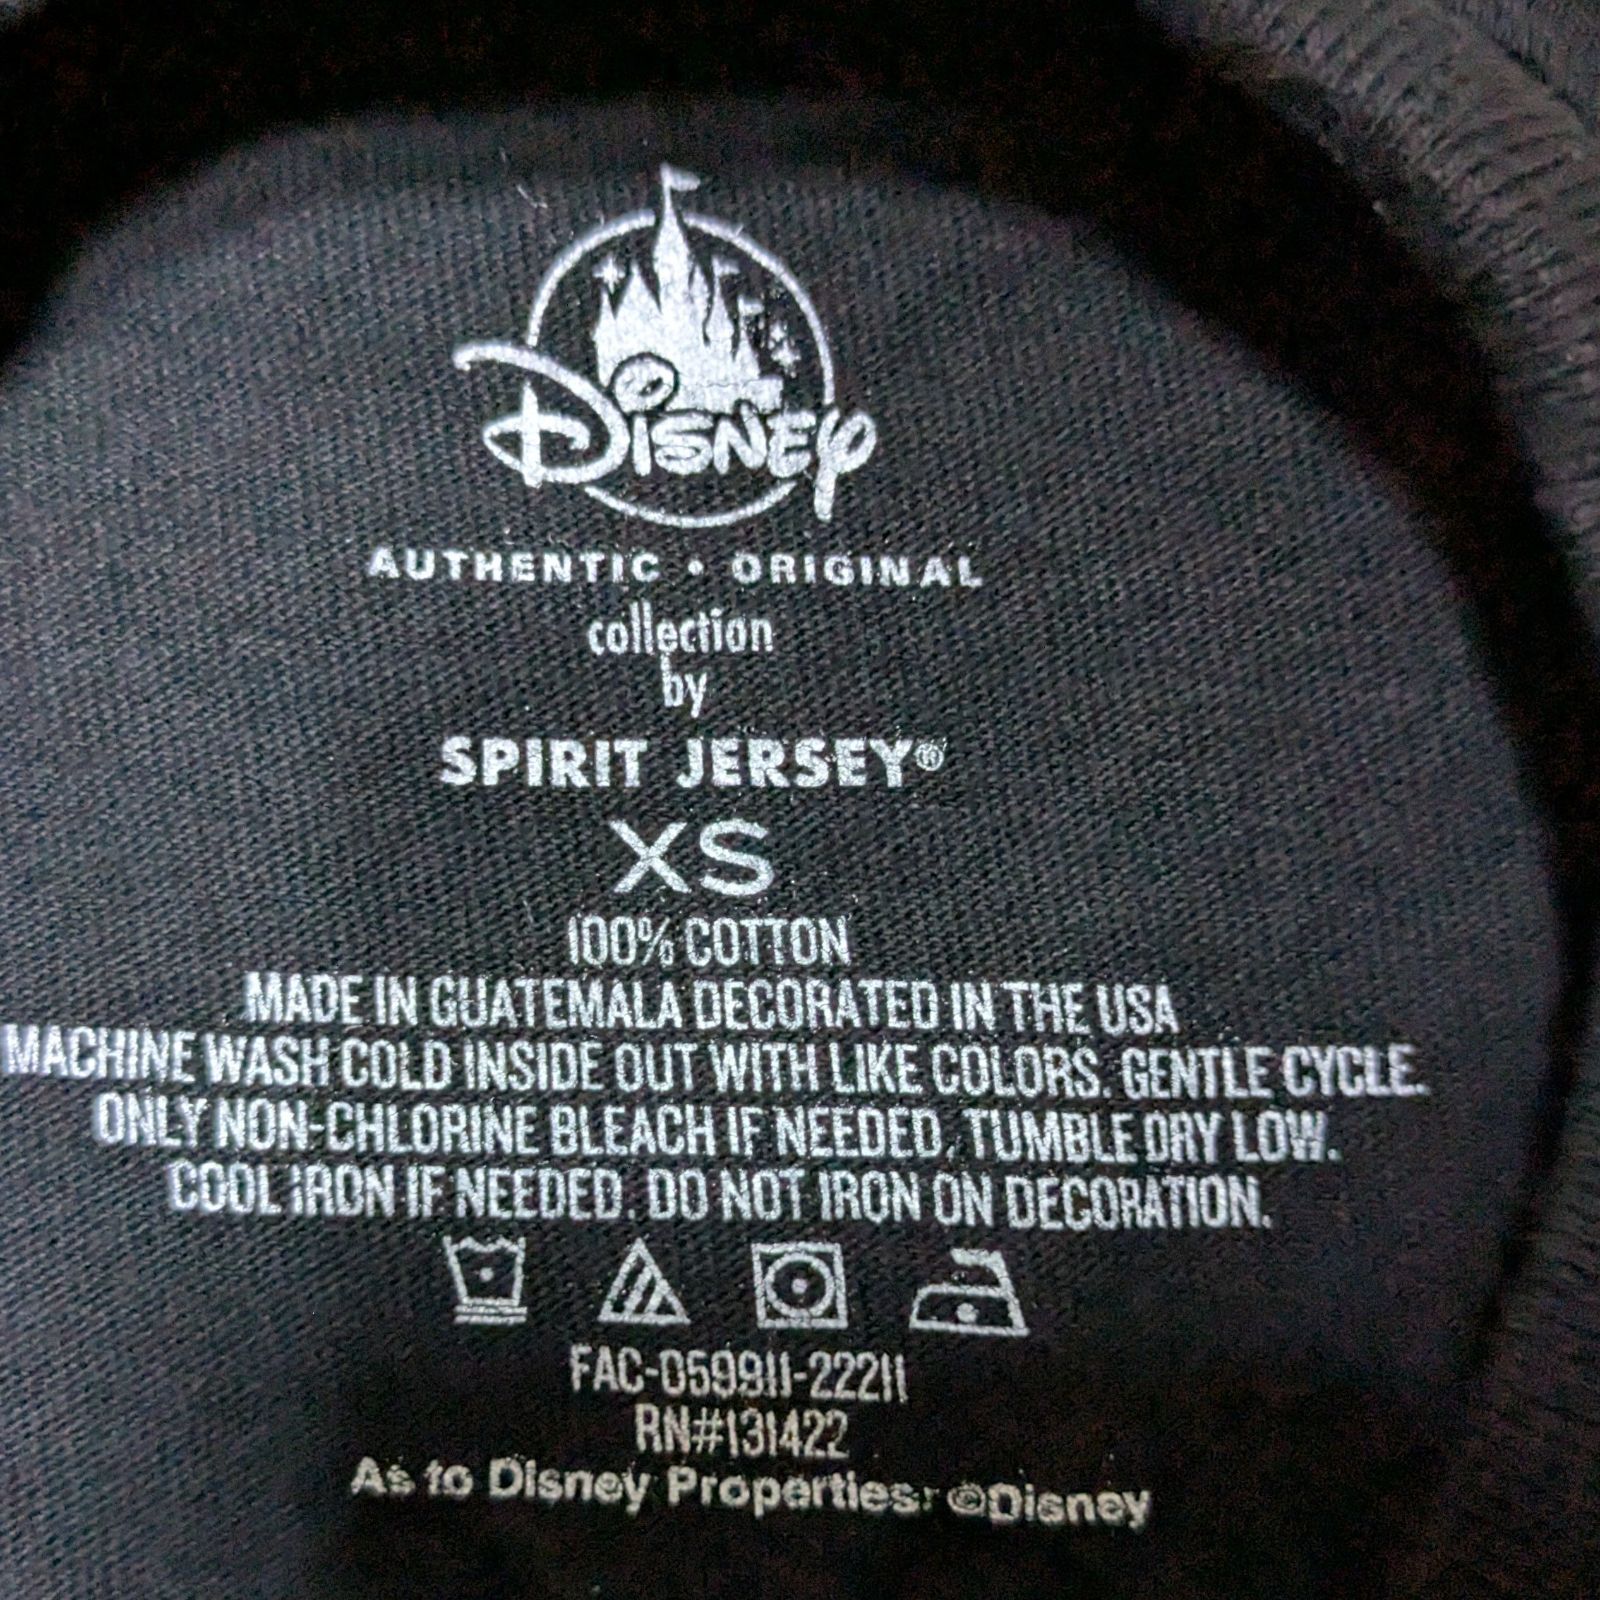 Disney
AUTHENTIC • ORIGINAL
collection
by
SPIRIT JERSEY®
XS
100% COTTON
MADE IN GUATEMALA DECORATED IN THE USA
MACHINE WASH COLD INSIDE OUT WITH LIKE COLORS. GENTLE CYCLE.
ONLY NON-CHLORINE BLEACH IF NEEDED. TUMBLE DRY LOW.
COOL IRON IF NEEDED. DO NOT IRON ON DECORATION.
FAC-059911-22211
RN#131422
As to Disney Properties: ©Disney